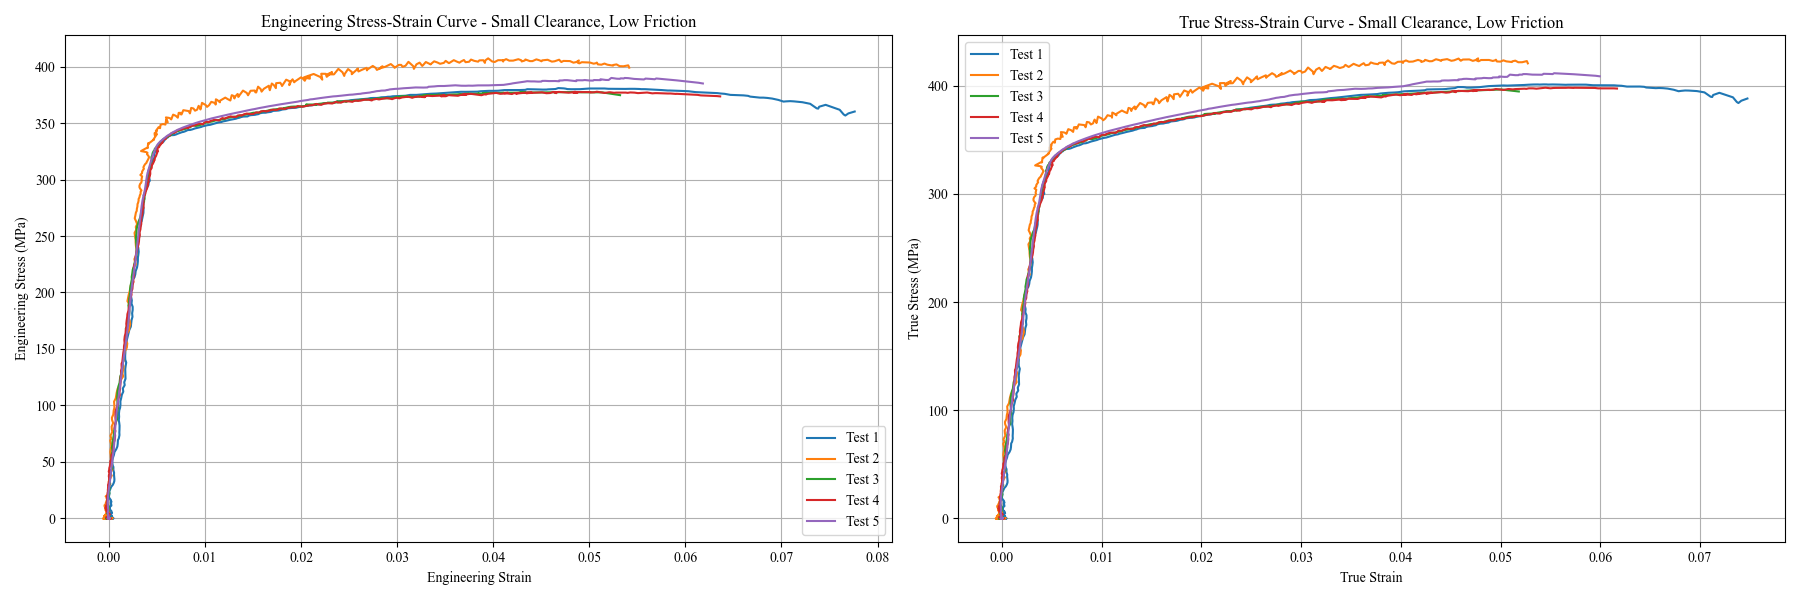 Engineering Stress-Strain Curve - Small Clearance, Low Friction
Engineering Stress (MPa)
400
350
300
250
200
150
100
50
0
0.00 0.01 0.02 0.03 0.04 0.05 0.06 0.07 0.08
Engineering Strain
Test 1
Test 2
Test 3
Test 4
Test 5
True Stress-Strain Curve - Small Clearance, Low Friction
True Stress (MPa)
400
300
200
100
0
0.00 0.01 0.02 0.03 0.04 0.05 0.06 0.07
True Strain
Test 1
Test 2
Test 3
Test 4
Test 5